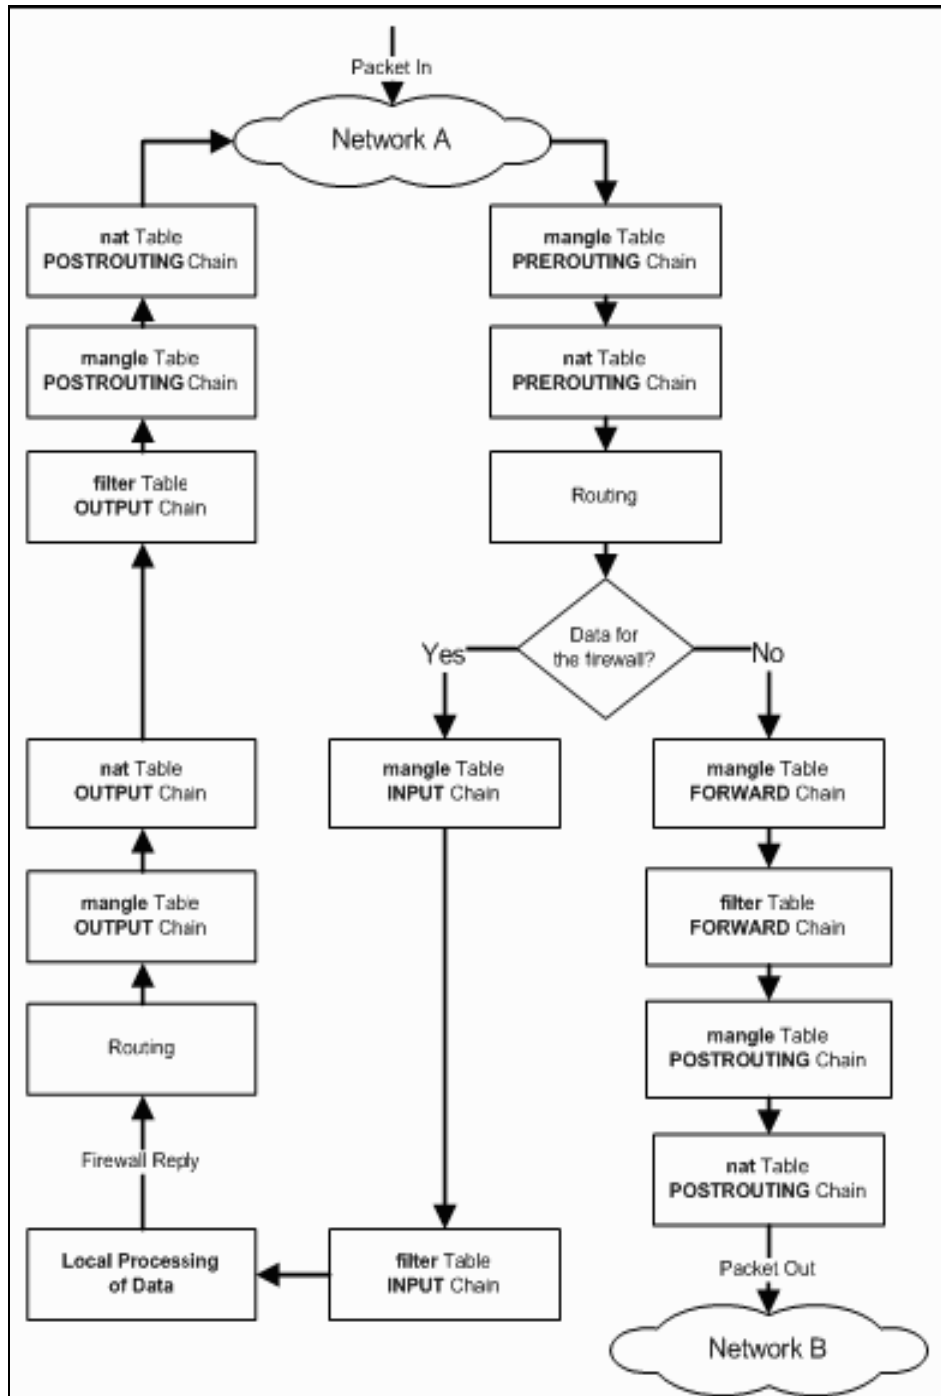 Packet In
Network A
nat Table
POSTROUTING Chain
mangle Table
PREROUTING Chain
mangle Table
POSTROUTING Chain
nat Table
PREROUTING Chain
filter Table
OUTPUT Chain
Routing
Data for
the firewall?
Yes
No
nat Table
OUTPUT Chain
mangle Table
INPUT Chain
mangle Table
FORWARD Chain
mangle Table
OUTPUT Chain
filter Table
FORWARD Chain
Routing
mangle Table
POSTROUTING Chain
Firewall Reply
nat Table
POSTROUTING Chain
Local Processing
of Data
filter Table
INPUT Chain
Packet Out
Network B